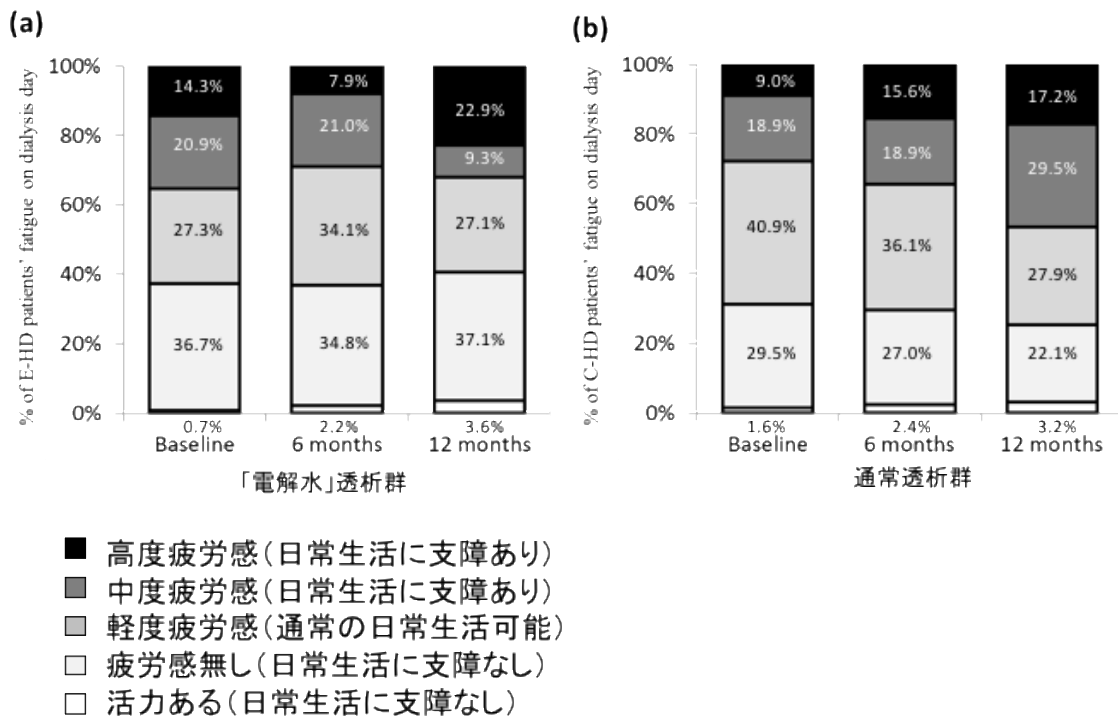 (a)
% of E-HD patients' fatigue on dialysis day
100%
80%
60%
40%
20%
0%
14.3%
20.9%
27.3%
36.7%
0.7%
Baseline
7.9%
21.0%
34.1%
34.8%
2.2%
6 months
22.9%
9.3%
27.1%
37.1%
3.6%
12 months
「電解水」透析群
(b)
% of C-HD patients' fatigue on dialysis day
100%
80%
60%
40%
20%
0%
9.0%
18.9%
40.9%
29.5%
1.6%
Baseline
15.6%
18.9%
36.1%
27.0%
2.4%
6 months
17.2%
29.5%
27.9%
22.1%
3.2%
12 months
通常透析群
高度疲労感(日常生活に支障あり)
中度疲労感(日常生活に支障あり)
軽度疲労感(通常の日常生活可能)
疲労感無し(日常生活に支障なし)
活力ある(日常生活に支障なし)